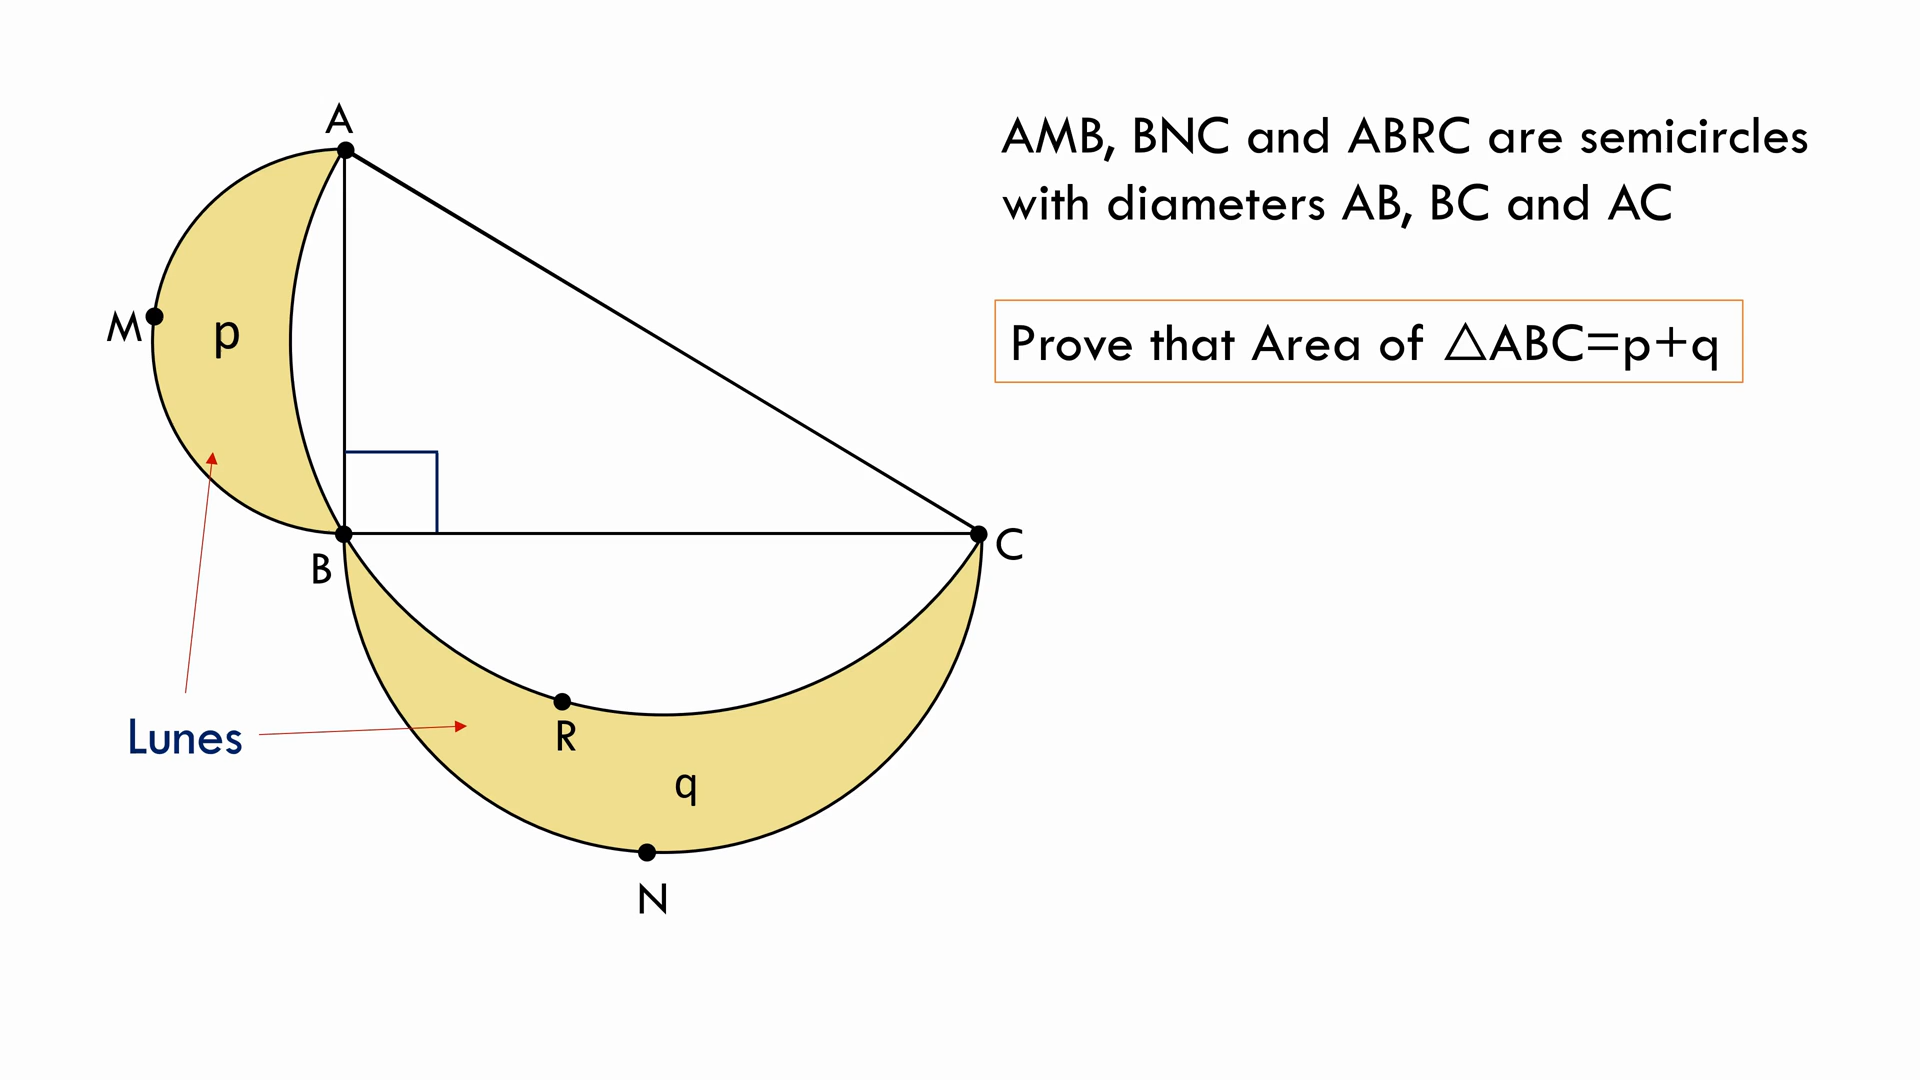 A
AMB, BNC and ABRC are semicircles
with diameters AB, BC and AC
M
p
Prove that Area of △ABC=p+q
B
C
Lunes
R
q
N